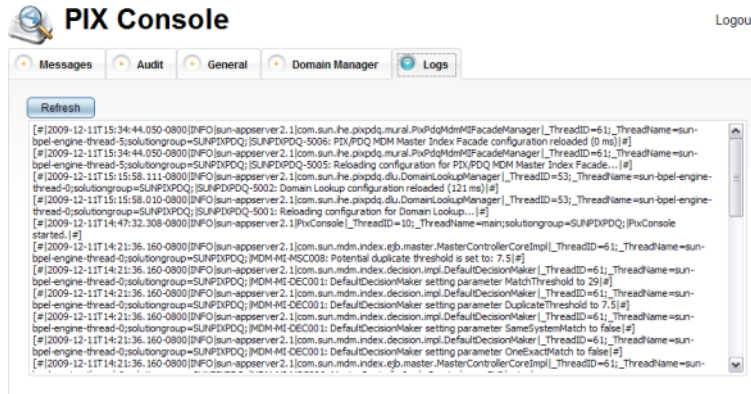 PIX Console
Logou
Messages
Audit
General
Domain Manager
Logs
Refresh
[#|2009-12-11T15:34:44.050-0800|INFO|sun-appserver2.1|com.sun.ihe.pixpdq.mural.PixPdqMdmMIFacadeManager|_ThreadID=61;_ThreadName=sun-
bpel-engine-thread-5;solutiongroup=SUNPIXPDQ;|SUNPIXPDQ-5006: PIX/PDQ MDM Master Index Facade configuration reloaded (0 ms)|#]
[#|2009-12-11T15:34:44.050-0800|INFO|sun-appserver2.1|com.sun.ihe.pixpdq.mural.PixPdqMdmMIFacadeManager|_ThreadID=61;_ThreadName=sun-
bpel-engine-thread-5;solutiongroup=SUNPIXPDQ;|SUNPIXPDQ-5005: Reloading configuration for PIX/PDQ MDM Master Index Facade...|#]
[#|2009-12-11T15:15:58.111-0800|INFO|sun-appserver2.1|com.sun.ihe.pixpdq.dlu.DomainLookupManager|_ThreadID=53;_ThreadName=sun-bpel-engine-
thread-0;solutiongroup=SUNPIXPDQ;|SUNPIXPDQ-5002: Domain Lookup configuration reloaded (121 ms)|#]
[#|2009-12-11T15:15:58.010-0800|INFO|sun-appserver2.1|com.sun.ihe.pixpdq.dlu.DomainLookupManager|_ThreadID=53;_ThreadName=sun-bpel-engine-
thread-0;solutiongroup=SUNPIXPDQ;|SUNPIXPDQ-5001: Reloading configuration for Domain Lookup...|#]
[#|2009-12-11T14:47:32.308-0800|INFO|sun-appserver2.1|PixConsole|_ThreadID=10;_ThreadName=main;solutiongroup=SUNPIXPDQ;|PixConsole
started.|#]
[#|2009-12-11T14:21:36.160-0800|INFO|sun-appserver2.1|com.sun.mdm.index.ejb.master.MasterControllerCoreImpl|_ThreadID=61;_ThreadName=sun-
bpel-engine-thread-0;solutiongroup=SUNPIXPDQ;|MDM-MI-MSC008: Potential duplicate threshold is set to: 7.5|#]
[#|2009-12-11T14:21:36.160-0800|INFO|sun-appserver2.1|com.sun.mdm.index.decision.impl.DefaultDecisionMaker|_ThreadID=61;_ThreadName=sun-
bpel-engine-thread-0;solutiongroup=SUNPIXPDQ;|MDM-MI-DEC001: DefaultDecisionMaker setting parameter MatchThreshold to 29|#]
[#|2009-12-11T14:21:36.160-0800|INFO|sun-appserver2.1|com.sun.mdm.index.decision.impl.DefaultDecisionMaker|_ThreadID=61;_ThreadName=sun-
bpel-engine-thread-0;solutiongroup=SUNPIXPDQ;|MDM-MI-DEC001: DefaultDecisionMaker setting parameter DuplicateThreshold to 7.5|#]
[#|2009-12-11T14:21:36.160-0800|INFO|sun-appserver2.1|com.sun.mdm.index.decision.impl.DefaultDecisionMaker|_ThreadID=61;_ThreadName=sun-
bpel-engine-thread-0;solutiongroup=SUNPIXPDQ;|MDM-MI-DEC001: DefaultDecisionMaker setting parameter SameSystemMatch to false|#]
[#|2009-12-11T14:21:36.160-0800|INFO|sun-appserver2.1|com.sun.mdm.index.decision.impl.DefaultDecisionMaker|_ThreadID=61;_ThreadName=sun-
bpel-engine-thread-0;solutiongroup=SUNPIXPDQ;|MDM-MI-DEC001: DefaultDecisionMaker setting parameter OneExactMatch to false|#]
[#|2009-12-11T14:21:36.160-0800|INFO|sun-appserver2.1|com.sun.mdm.index.ejb.master.MasterControllerCoreImpl|_ThreadID=61;_ThreadName=sun-